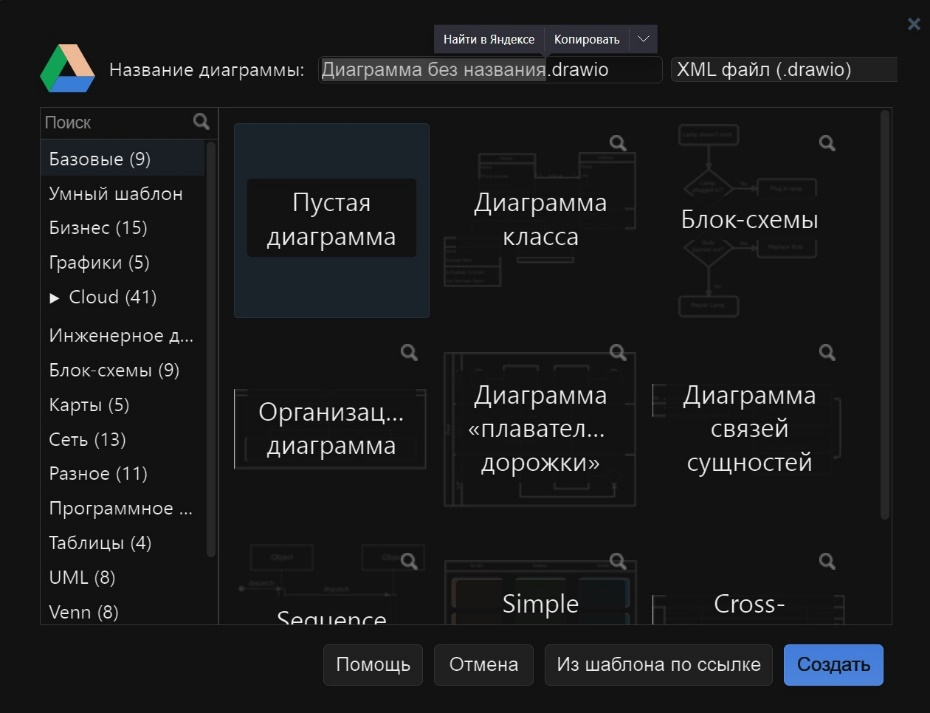 Найти в Яндексе Копировать
Название диаграммы: Диаграмма без названия.drawio XML файл (.drawio)
Поиск
Базовые (9)
Умный шаблон
Бизнес (15)
Графики (5)
Cloud (41)
Инженерное д...
Блок-схемы (9)
Карты (5)
Сеть (13)
Разное (11)
Программное ...
Таблицы (4)
UML (8)
Venn (8)
Пустая
диаграмма
Диаграмма
класса
Блок-схемы
Организац...
диаграмма
Диаграмма
«плавател...
дорожки»
Диаграмма
связей
сущностей
Sequence
Simple
Cross-
Помощь Отмена Из шаблона по ссылке Создать